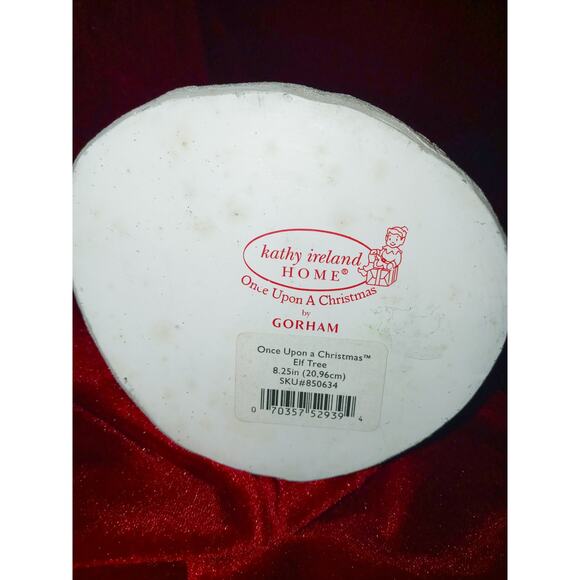 kathy ireland
HOME®
Once Upon A Christmas
by
GORHAM
Once Upon a Christmas™
Elf Tree
8.25in (20.96cm)
SKU#850634
0 70357 52939 4